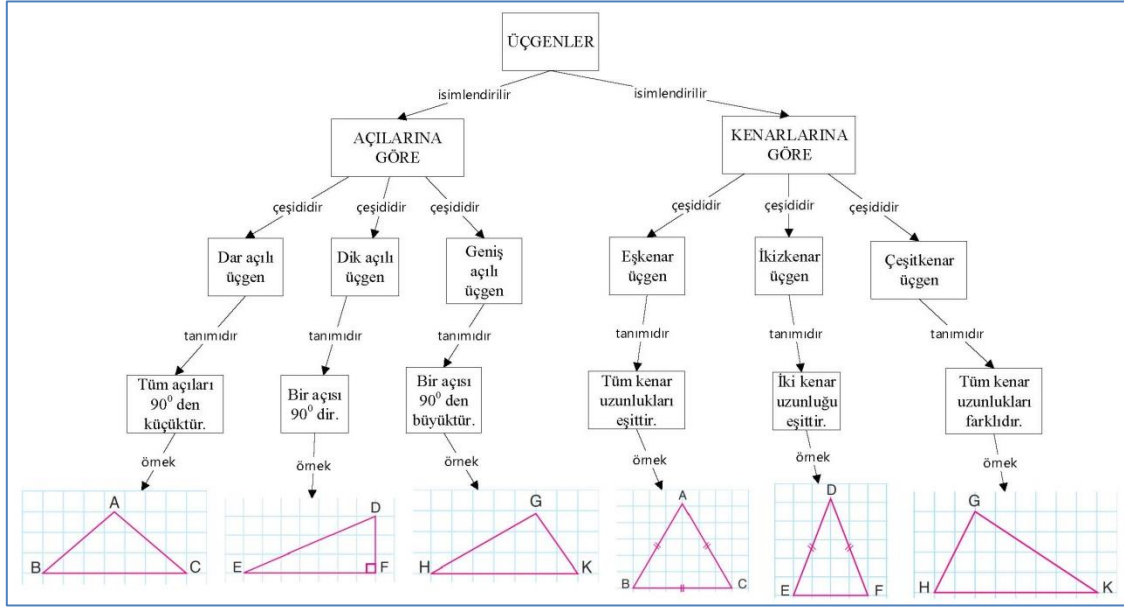 ÜÇGENLER
isimlendirilir
isimlendirilir
AÇILARINA
GÖRE
KENARLARINA
GÖRE
çeşididir
çeşididir
çeşididir
çeşididir
çeşididir
çeşididir
Dar açılı
üçgen
Dik açılı
üçgen
Geniş
açılı
üçgen
Eşkenar
üçgen
İkizkenar
üçgen
Çeşitkenar
üçgen
tanımıdır
tanımıdır
tanımıdır
tanımıdır
tanımıdır
tanımıdır
Tüm açıları
90⁰ den
küçüktür.
Bir açısı
90⁰ dir.
Bir açısı
90⁰ den
büyüktür.
Tüm kenar
uzunlukları
eşittir.
İki kenar
uzunluğu
eşittir.
Tüm kenar
uzunlukları
farklıdır.
örnek
örnek
örnek
örnek
örnek
örnek
A
B
C
D
E
F
G
H
K
A
B
C
D
E
F
G
H
K